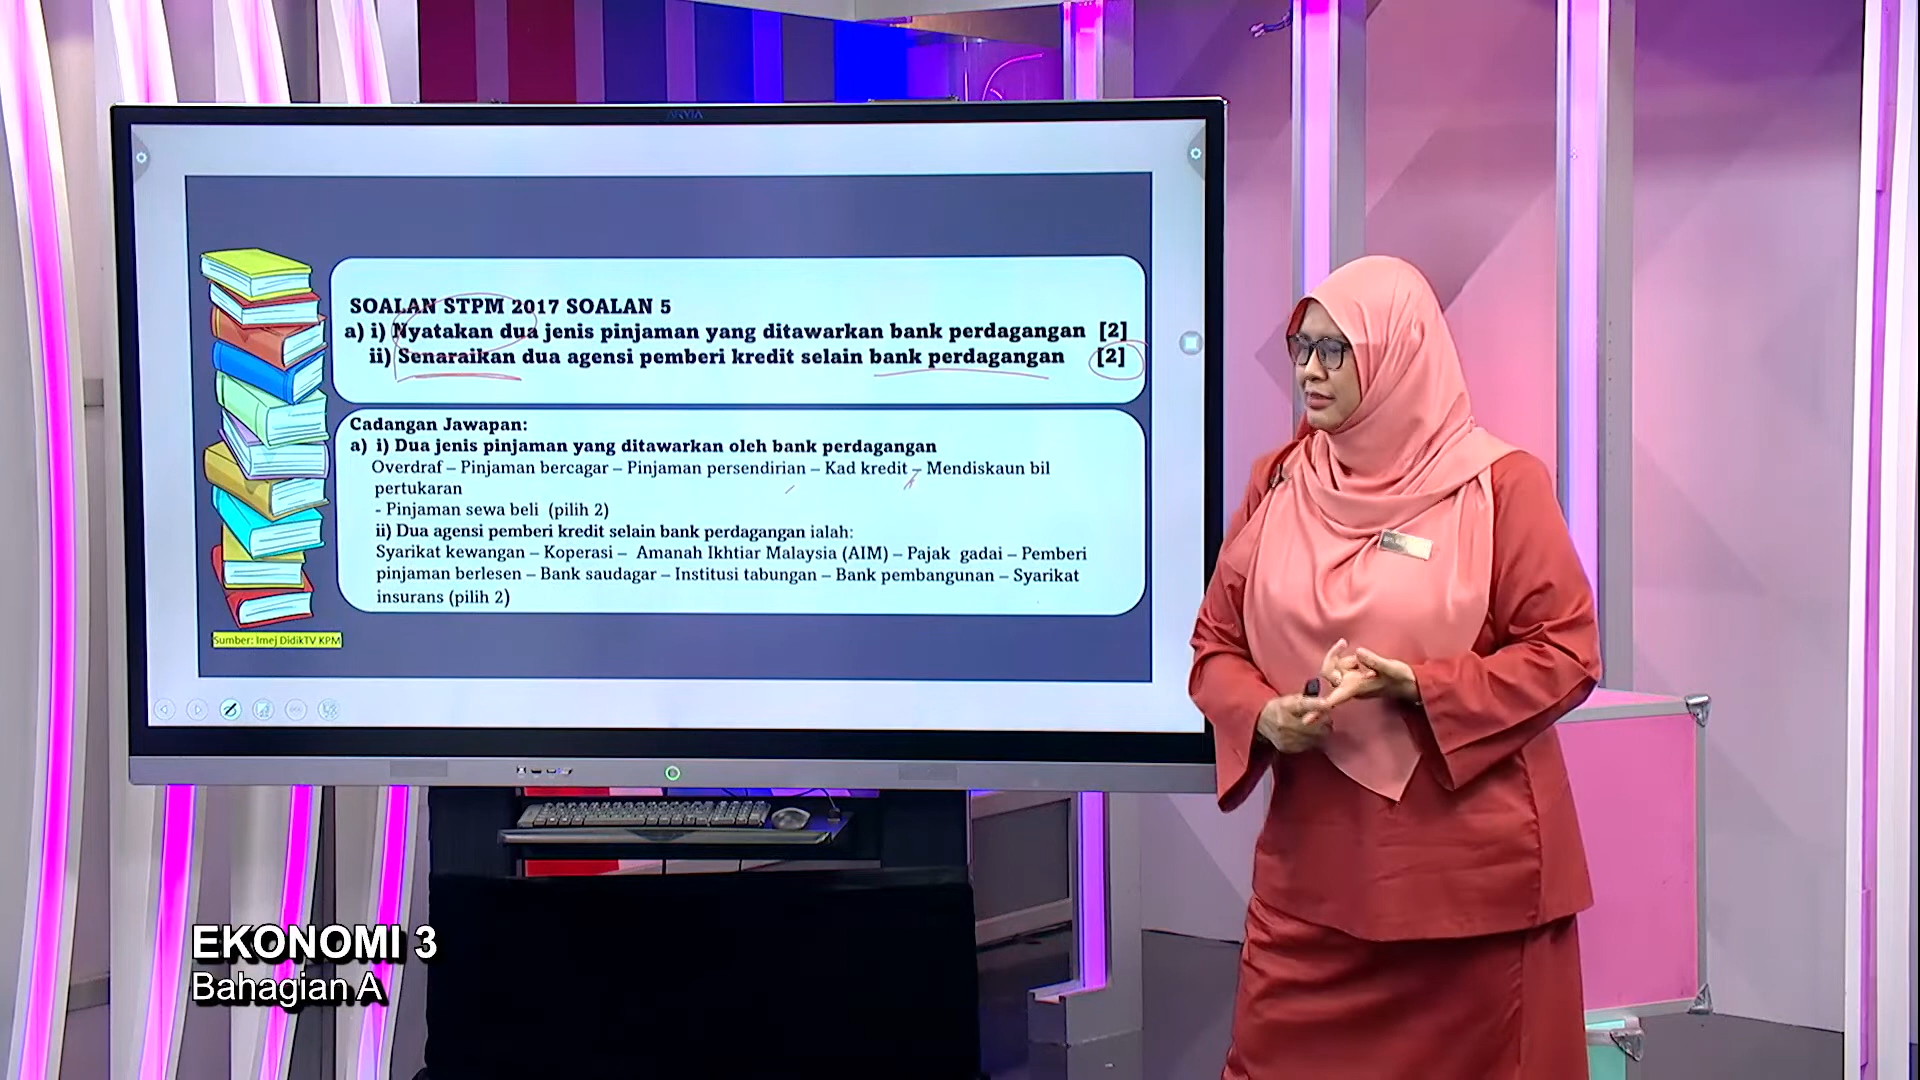 SOALAN STPM 2017 SOALAN 5
a) i) Nyatakan dua jenis pinjaman yang ditawarkan bank perdagangan [2]
ii) Senaraikan dua agensi pemberi kredit selain bank perdagangan [2]
Cadangan Jawapan:
a) i) Dua jenis pinjaman yang ditawarkan oleh bank perdagangan
Overdraf – Pinjaman bercagar – Pinjaman persendirian – Kad kredit – Mendiskaun bil
pertukaran
- Pinjaman sewa beli (pilih 2)
ii) Dua agensi pemberi kredit selain bank perdagangan ialah:
Syarikat kewangan – Koperasi – Amanah Ikhtiar Malaysia (AIM) – Pajak gadai – Pemberi
pinjaman berlesen – Bank saudagar – Institusi tabungan – Bank pembangunan – Syarikat
insurans (pilih 2)
Sumber: Imej DidikTV KPM
EKONOMI 3
Bahagian A